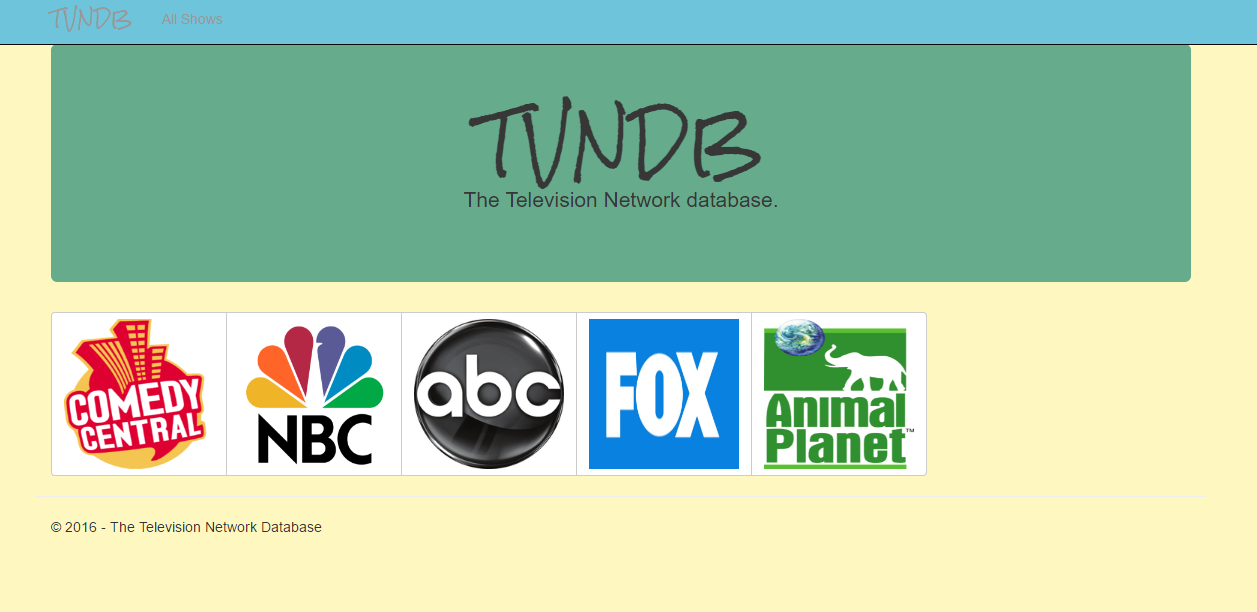 TVNDB All Shows
TVNDB
The Television Network database.
COMEDY
CENTRAL
NBC
abc
FOX
Animal
Planet™
© 2016 - The Television Network Database